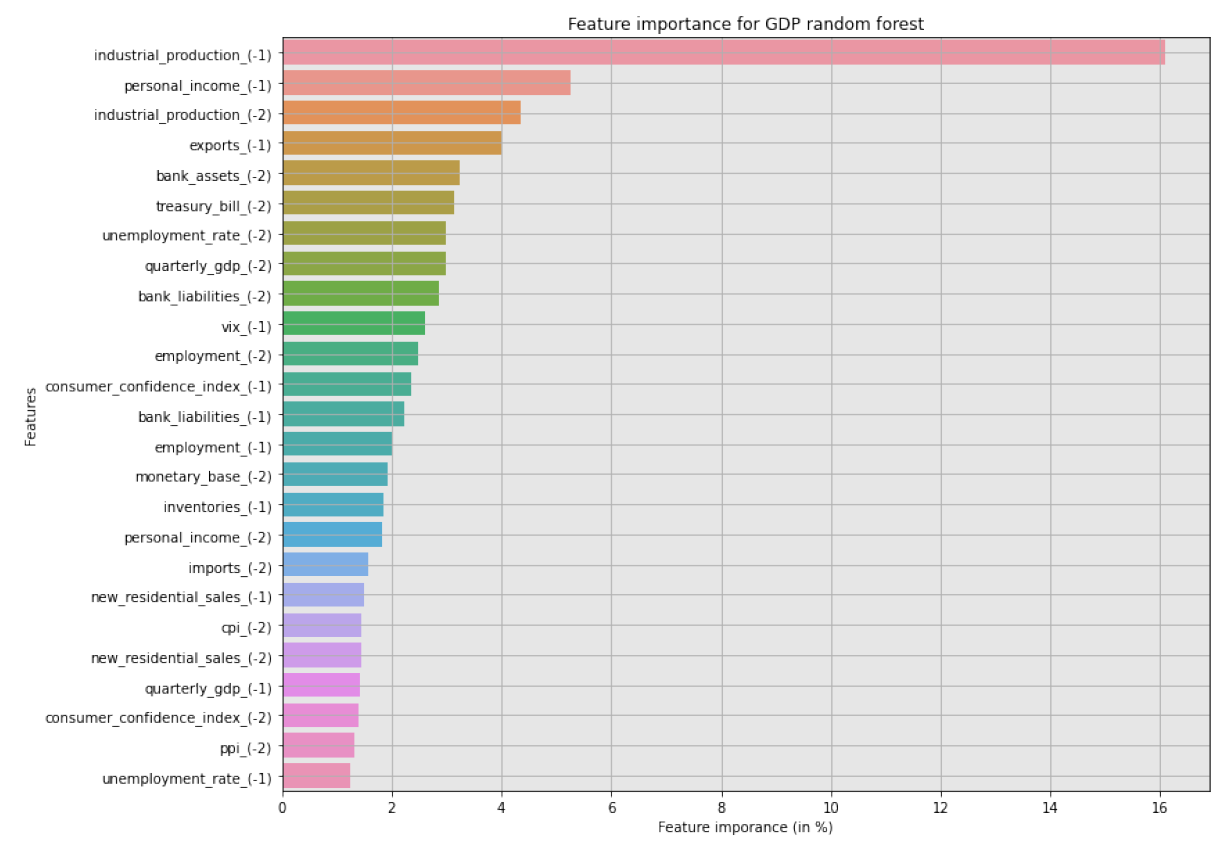 Feature importance for GDP random forest
industrial_production_(-1)
personal_income_(-1)
industrial_production_(-2)
exports_(-1)
bank_assets_(-2)
treasury_bill_(-2)
unemployment_rate_(-2)
quarterly_gdp_(-2)
bank_liabilities_(-2)
vix_(-1)
employment_(-2)
consumer_confidence_index_(-1)
bank_liabilities_(-1)
employment_(-1)
monetary_base_(-2)
inventories_(-1)
personal_income_(-2)
imports_(-2)
new_residential_sales_(-1)
cpi_(-2)
new_residential_sales_(-2)
quarterly_gdp_(-1)
consumer_confidence_index_(-2)
ppi_(-2)
unemployment_rate_(-1)
Features
0 2 4 6 8 10 12 14 16
Feature imporance (in %)